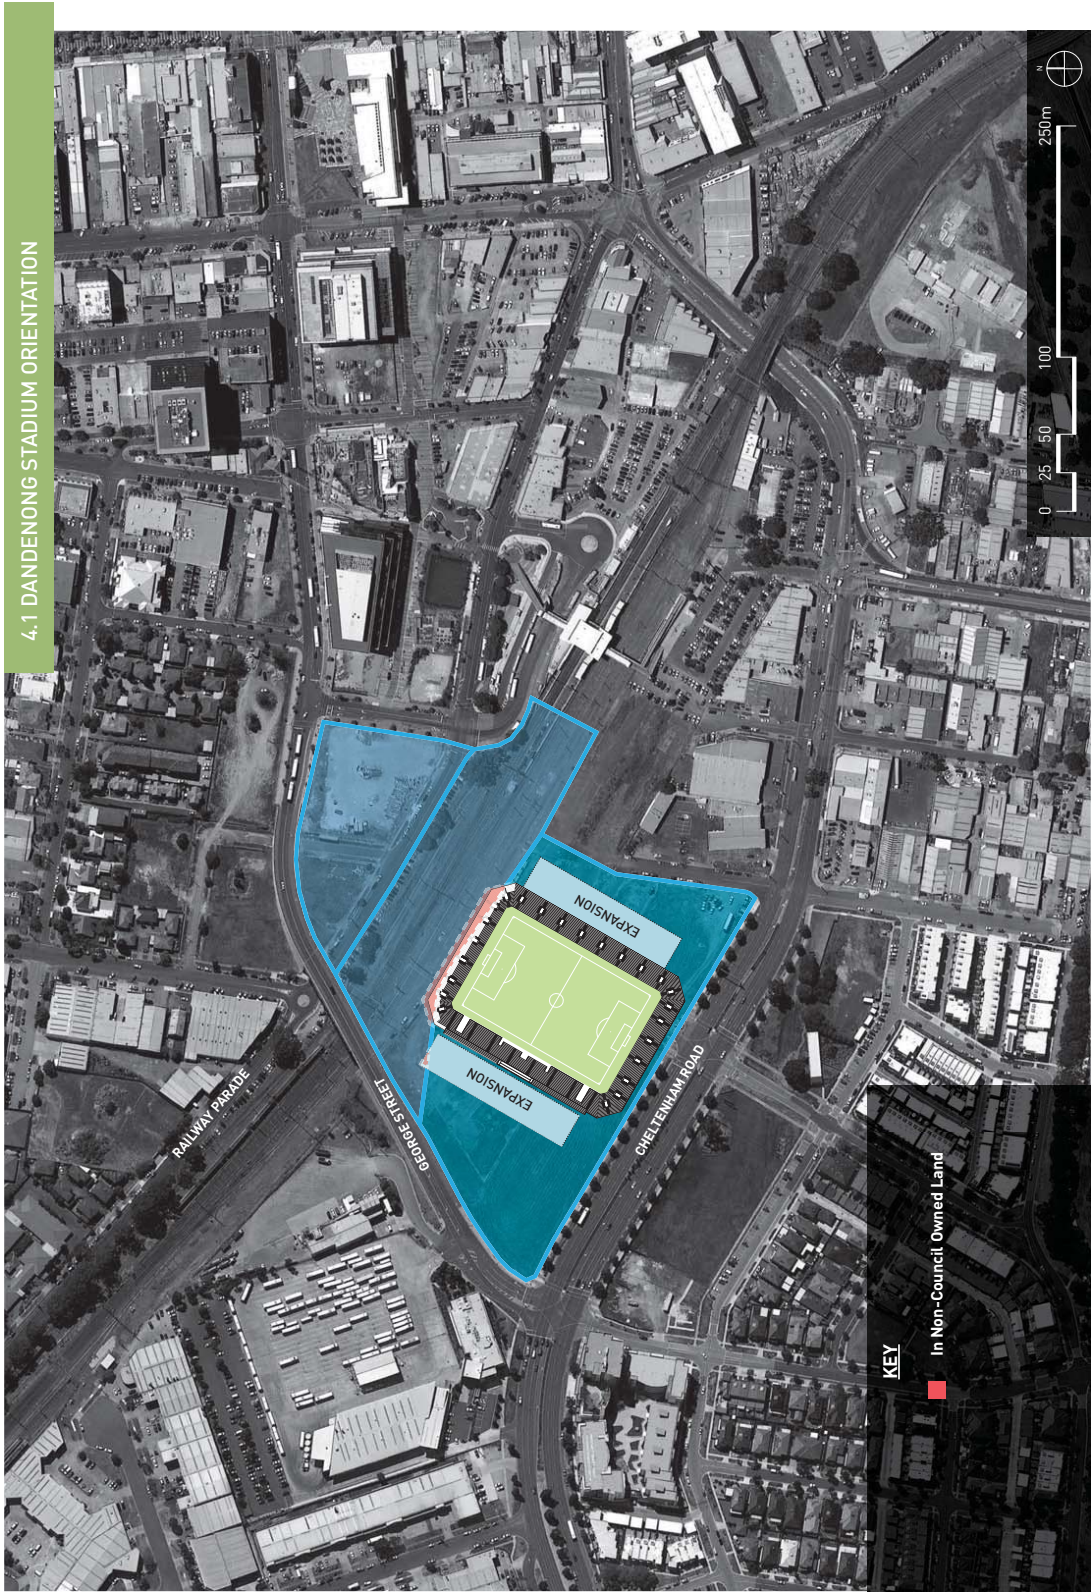 4.1 DANDENONG STADIUM ORIENTATION
RAILWAY PARADE
GEORGE STREET
EXPANSION
EXPANSION
CHELTENHAM ROAD
KEY
In Non-Council Owned Land
0 25 50 100 250m
N